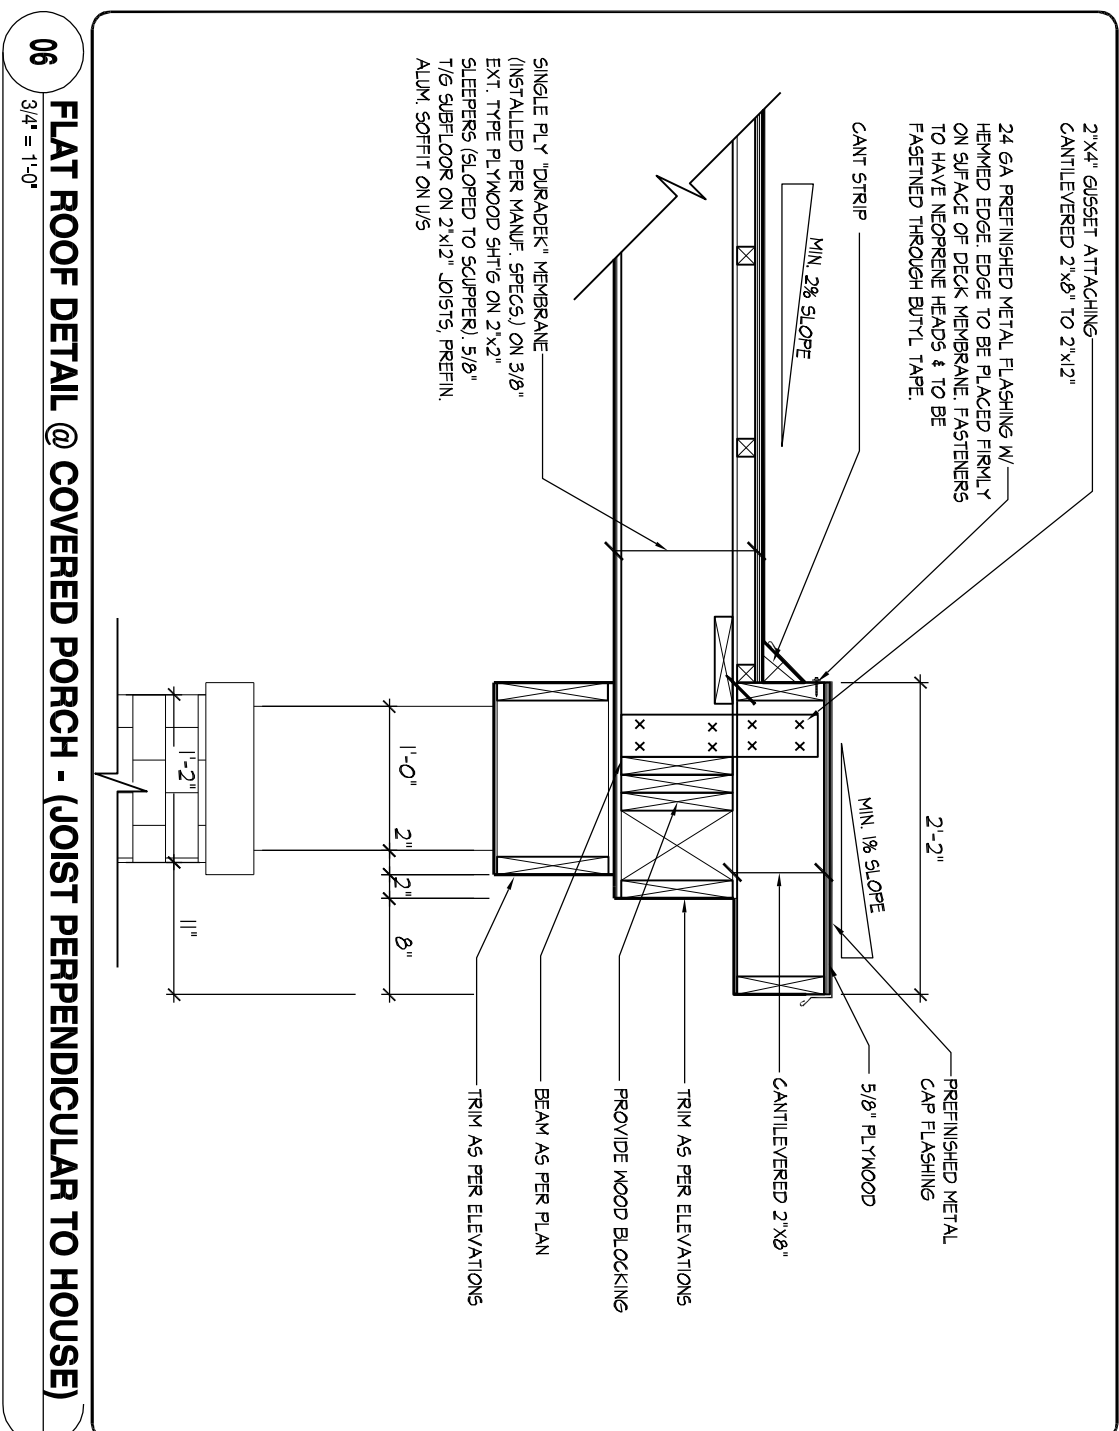 2"X4" GUSSET ATTACHING
CANTILEVERED 2"x8" TO 2"x12"
24 GA PREFINISHED METAL FLASHING W/
HEMMED EDGE. EDGE TO BE PLACED FIRMLY
ON SUFACE OF DECK MEMBRANE. FASTENERS
TO HAVE NEOPRENE HEADS & TO BE
FASETNED THROUGH BUTYL TAPE.
CANT STRIP
MIN. 2% SLOPE
SINGLE PLY "DURADEK" MEMBRANE
(INSTALLED PER MANUF. SPECS.) ON 3/8"
EXT. TYPE PLYWOOD SHT'G ON 2"x2"
SLEEPERS (SLOPED TO SCUPPER). 5/8"
T/G SUBFLOOR ON 2"x12" JOISTS, PREFIN.
ALUM. SOFFIT ON U/S
2'-2"
MIN. 1% SLOPE
PREFINISHED METAL
CAP FLASHING
5/8" PLYWOOD
CANTILEVERED 2"X8"
TRIM AS PER ELEVATIONS
PROVIDE WOOD BLOCKING
BEAM AS PER PLAN
TRIM AS PER ELEVATIONS
1'-0"
2"
2"
8"
1'-2"
11"
06
FLAT ROOF DETAIL @ COVERED PORCH - (JOIST PERPENDICULAR TO HOUSE)
3/4" = 1'-0"